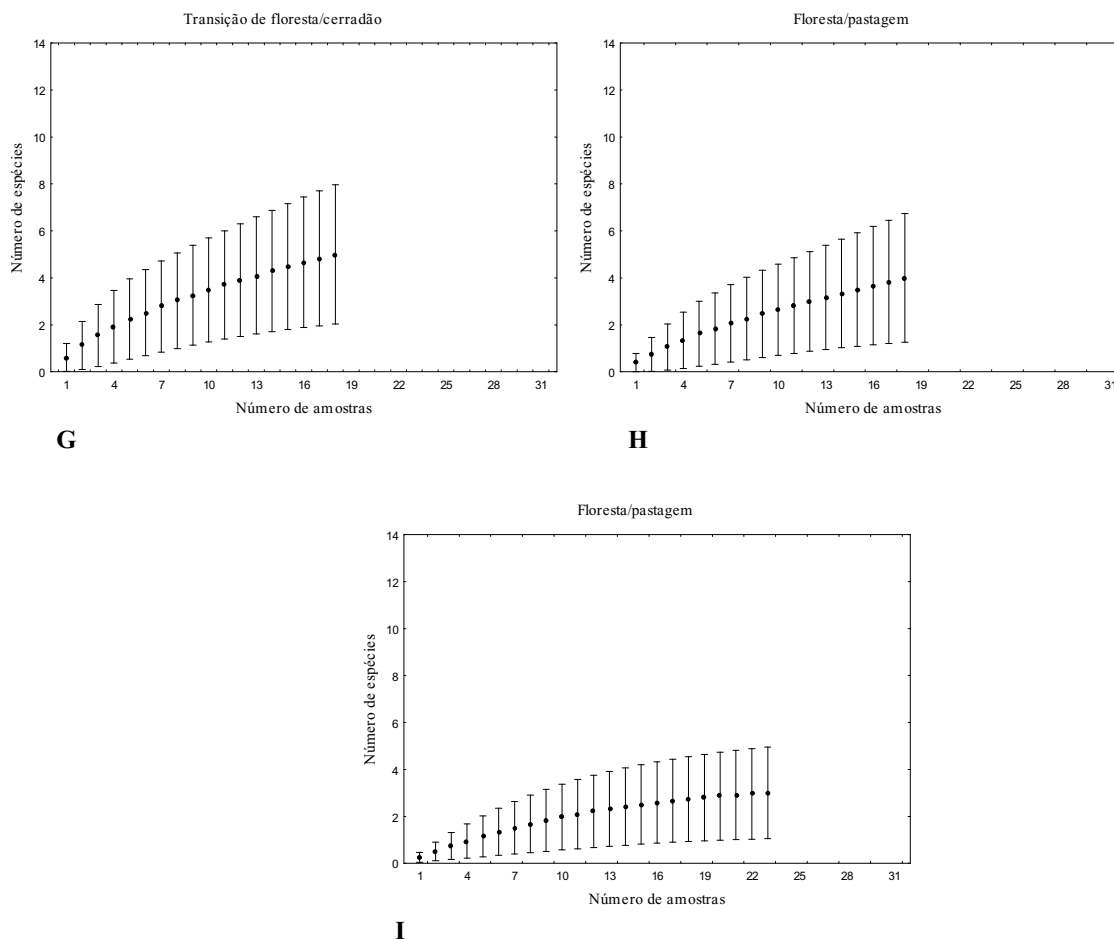 Transição de floresta/cerradão
14
12
10
8
6
4
2
0
Número de espécies
1 4 7 10 13 16 19 22 25 28 31
Número de amostras
G
Floresta/pastagem
14
12
10
8
6
4
2
0
Número de espécies
1 4 7 10 13 16 19 22 25 28 31
Número de amostras
H
Floresta/pastagem
14
12
10
8
6
4
2
0
Número de espécies
1 4 7 10 13 16 19 22 25 28 31
Número de amostras
I